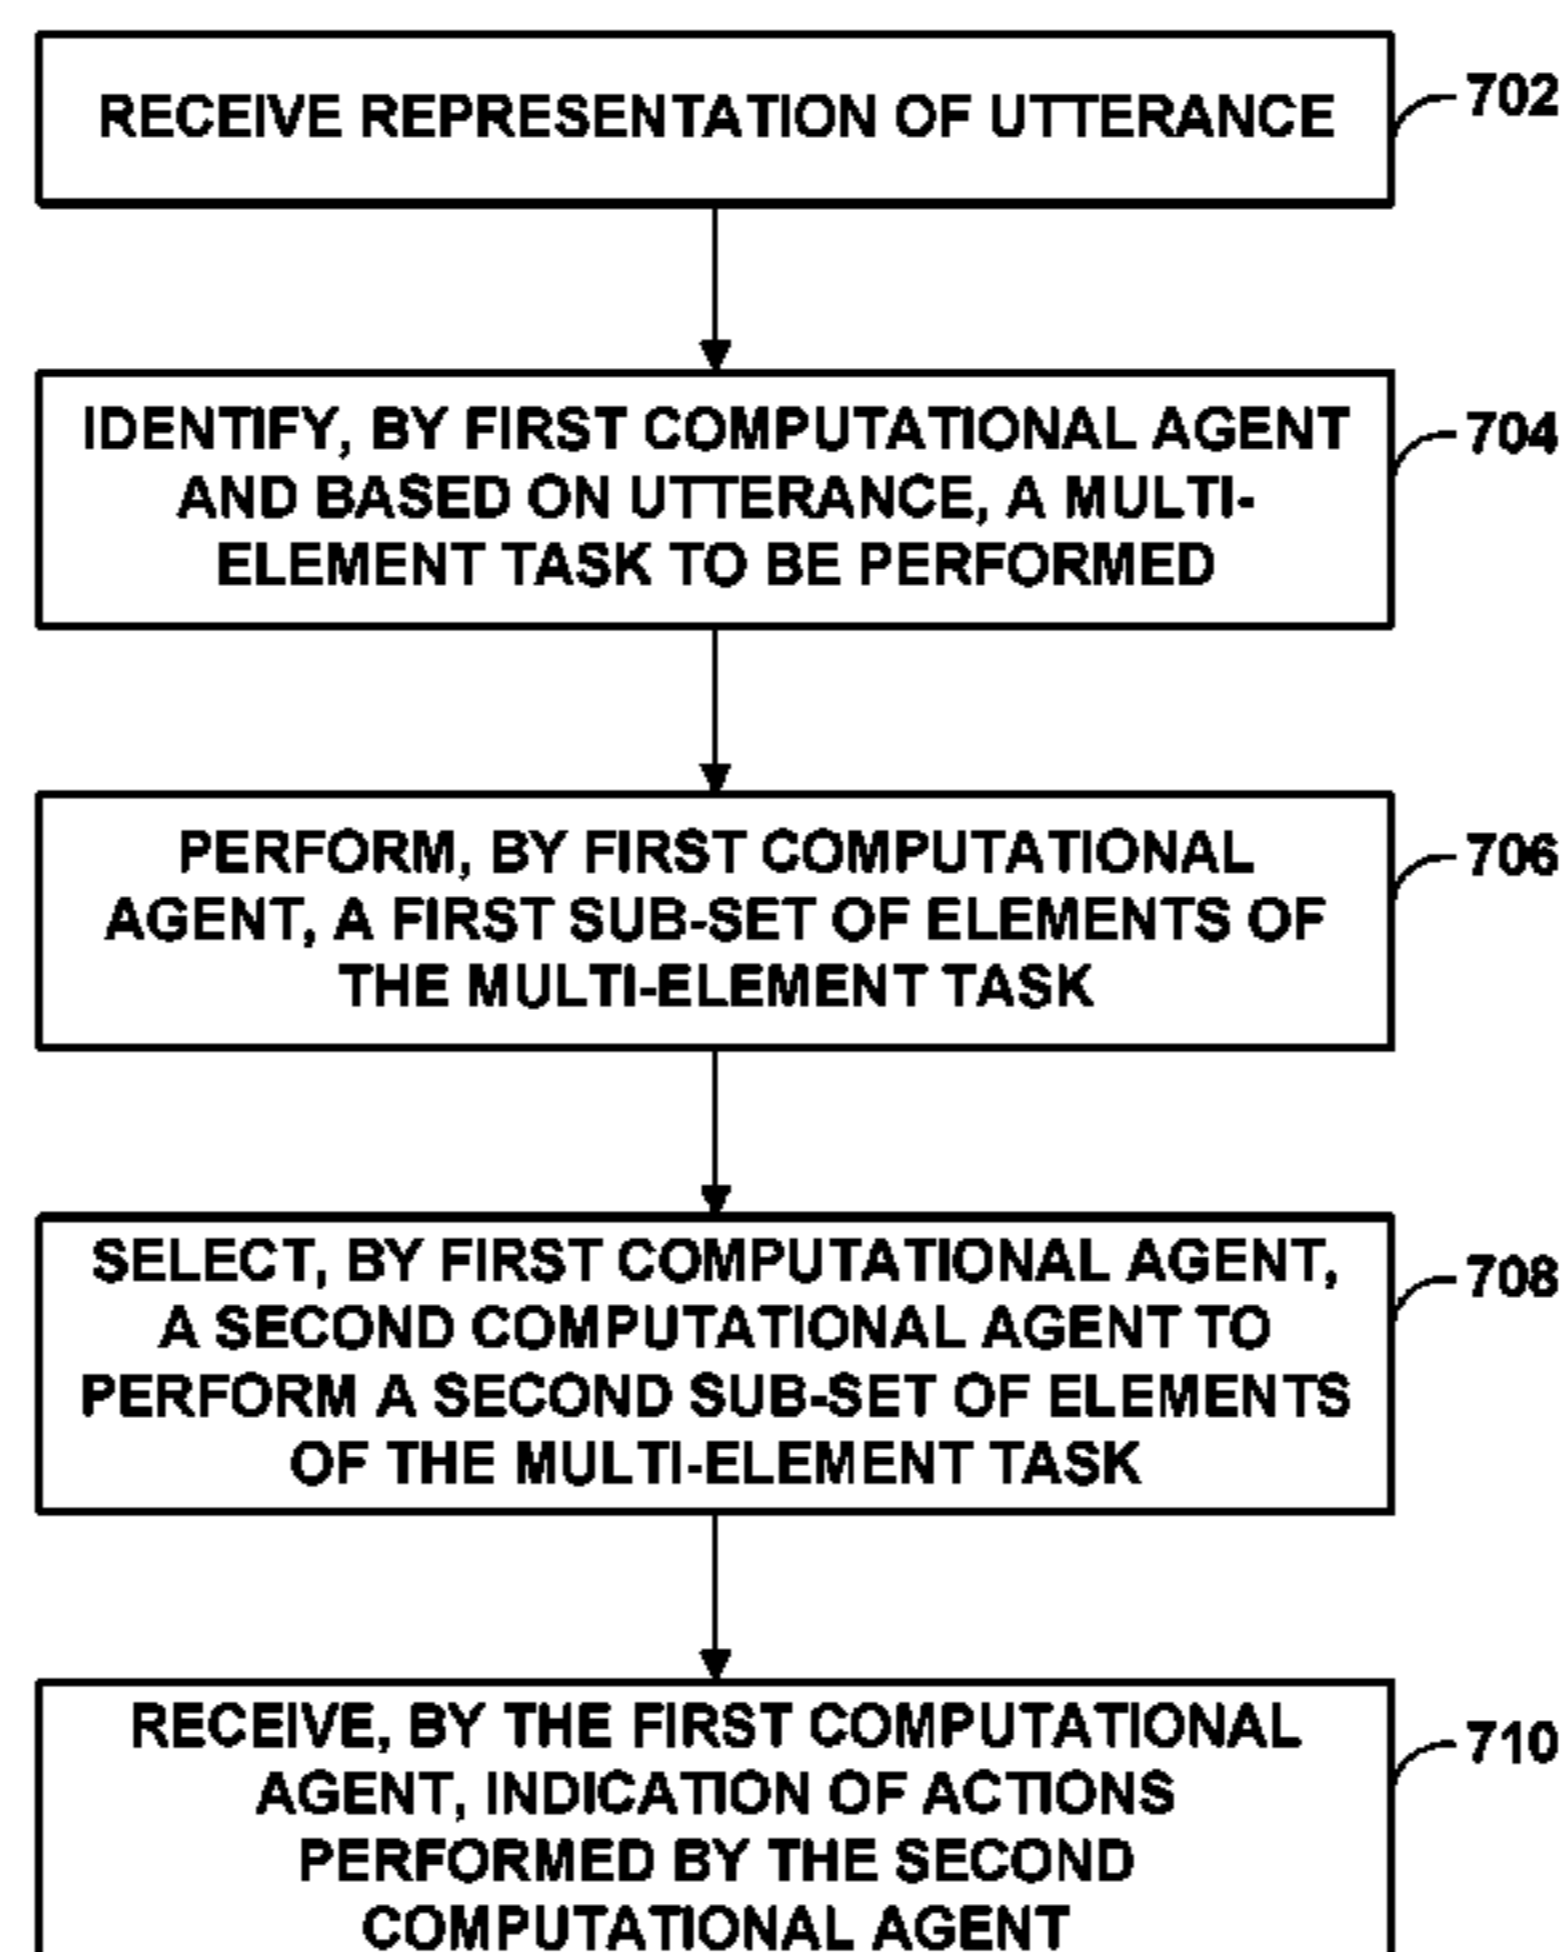 RECEIVE REPRESENTATION OF UTTERANCE
702
IDENTIFY, BY FIRST COMPUTATIONAL AGENT
AND BASED ON UTTERANCE, A MULTI-
ELEMENT TASK TO BE PERFORMED
704
PERFORM, BY FIRST COMPUTATIONAL
AGENT, A FIRST SUB-SET OF ELEMENTS OF
THE MULTI-ELEMENT TASK
706
SELECT, BY FIRST COMPUTATIONAL AGENT,
A SECOND COMPUTATIONAL AGENT TO
PERFORM A SECOND SUB-SET OF ELEMENTS
OF THE MULTI-ELEMENT TASK
708
RECEIVE, BY THE FIRST COMPUTATIONAL
AGENT, INDICATION OF ACTIONS
PERFORMED BY THE SECOND
COMPUTATIONAL AGENT
710